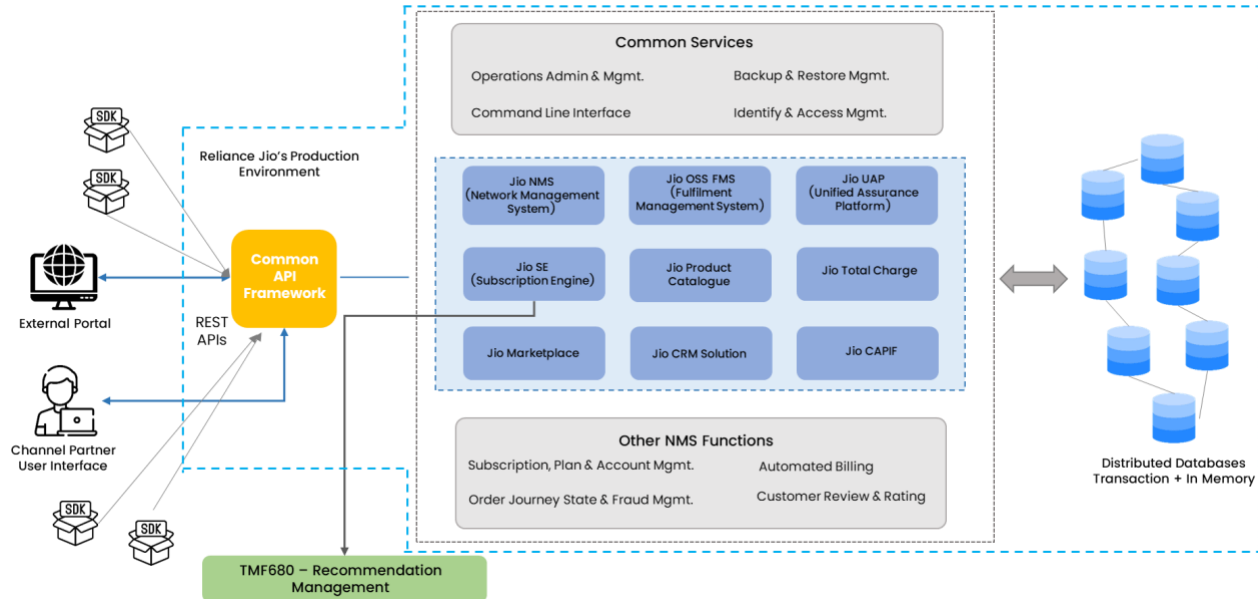 Common Services
Operations Admin & Mgmt.
Backup & Restore Mgmt.
Command Line Interface
Identify & Access Mgmt.
SDK
SDK
Reliance Jio's Production
Environment
Jio NMS
(Network Management
System)
Jio OSS FMS
(Fulfilment
Management System)
Jio UAP
(Unified Assurance
Platform)
Common
API
Framework
Jio SE
(Subscription Engine)
Jio Product
Catalogue
Jio Total Charge
External Portal
REST
APIs
Jio Marketplace
Jio CRM Solution
Jio CAPIF
Channel Partner
User Interface
Other NMS Functions
Subscription, Plan & Account Mgmt.
Automated Billing
Order Journey State & Fraud Mgmt.
Customer Review & Rating
Distributed Databases
Transaction + In Memory
SDK
SDK
TMF680 – Recommendation
Management